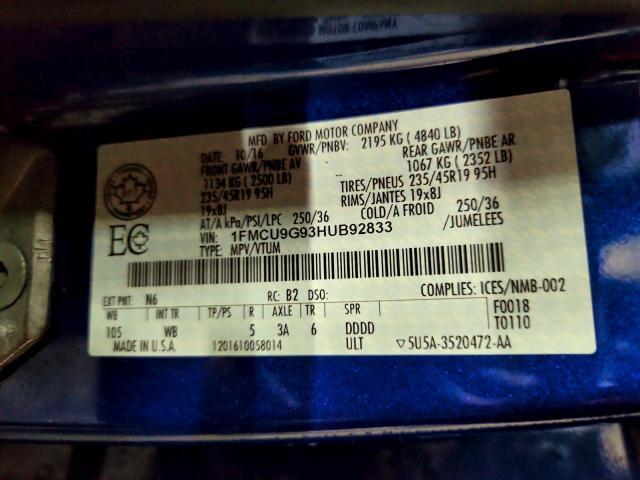 MOTOR COMPANY
MFD. BY FORD MOTOR COMPANY
DATE: 10/16 GVWR/PNBV: 2195 KG ( 4840 LB)
FRONT GAWR/PNBE AV REAR GAWR/PNBE AR
1134 KG ( 2500 LB) 1067 KG ( 2352 LB)
235/45R19 95H TIRES/PNEUS 235/45R19 95H
19x8J RIMS/JANTES 19x8J
AT/A kPa/PSI/LPC 250/36 COLD/A FROID 250/36
VIN: 1FMCU9G93HUB92833 /JUMELEES
TYPE: MPV/VTUM
EC
EXT PNT: N6 RC: B2 DSO: COMPLIES: ICES/NMB-002
WB INT TR TP/PS R AXLE TR SPR F0018
105 WB 5 3A 6 DDDD T0110
MADE IN U.S.A. 1201610058014 ULT ▽5U5A-3520472-AA